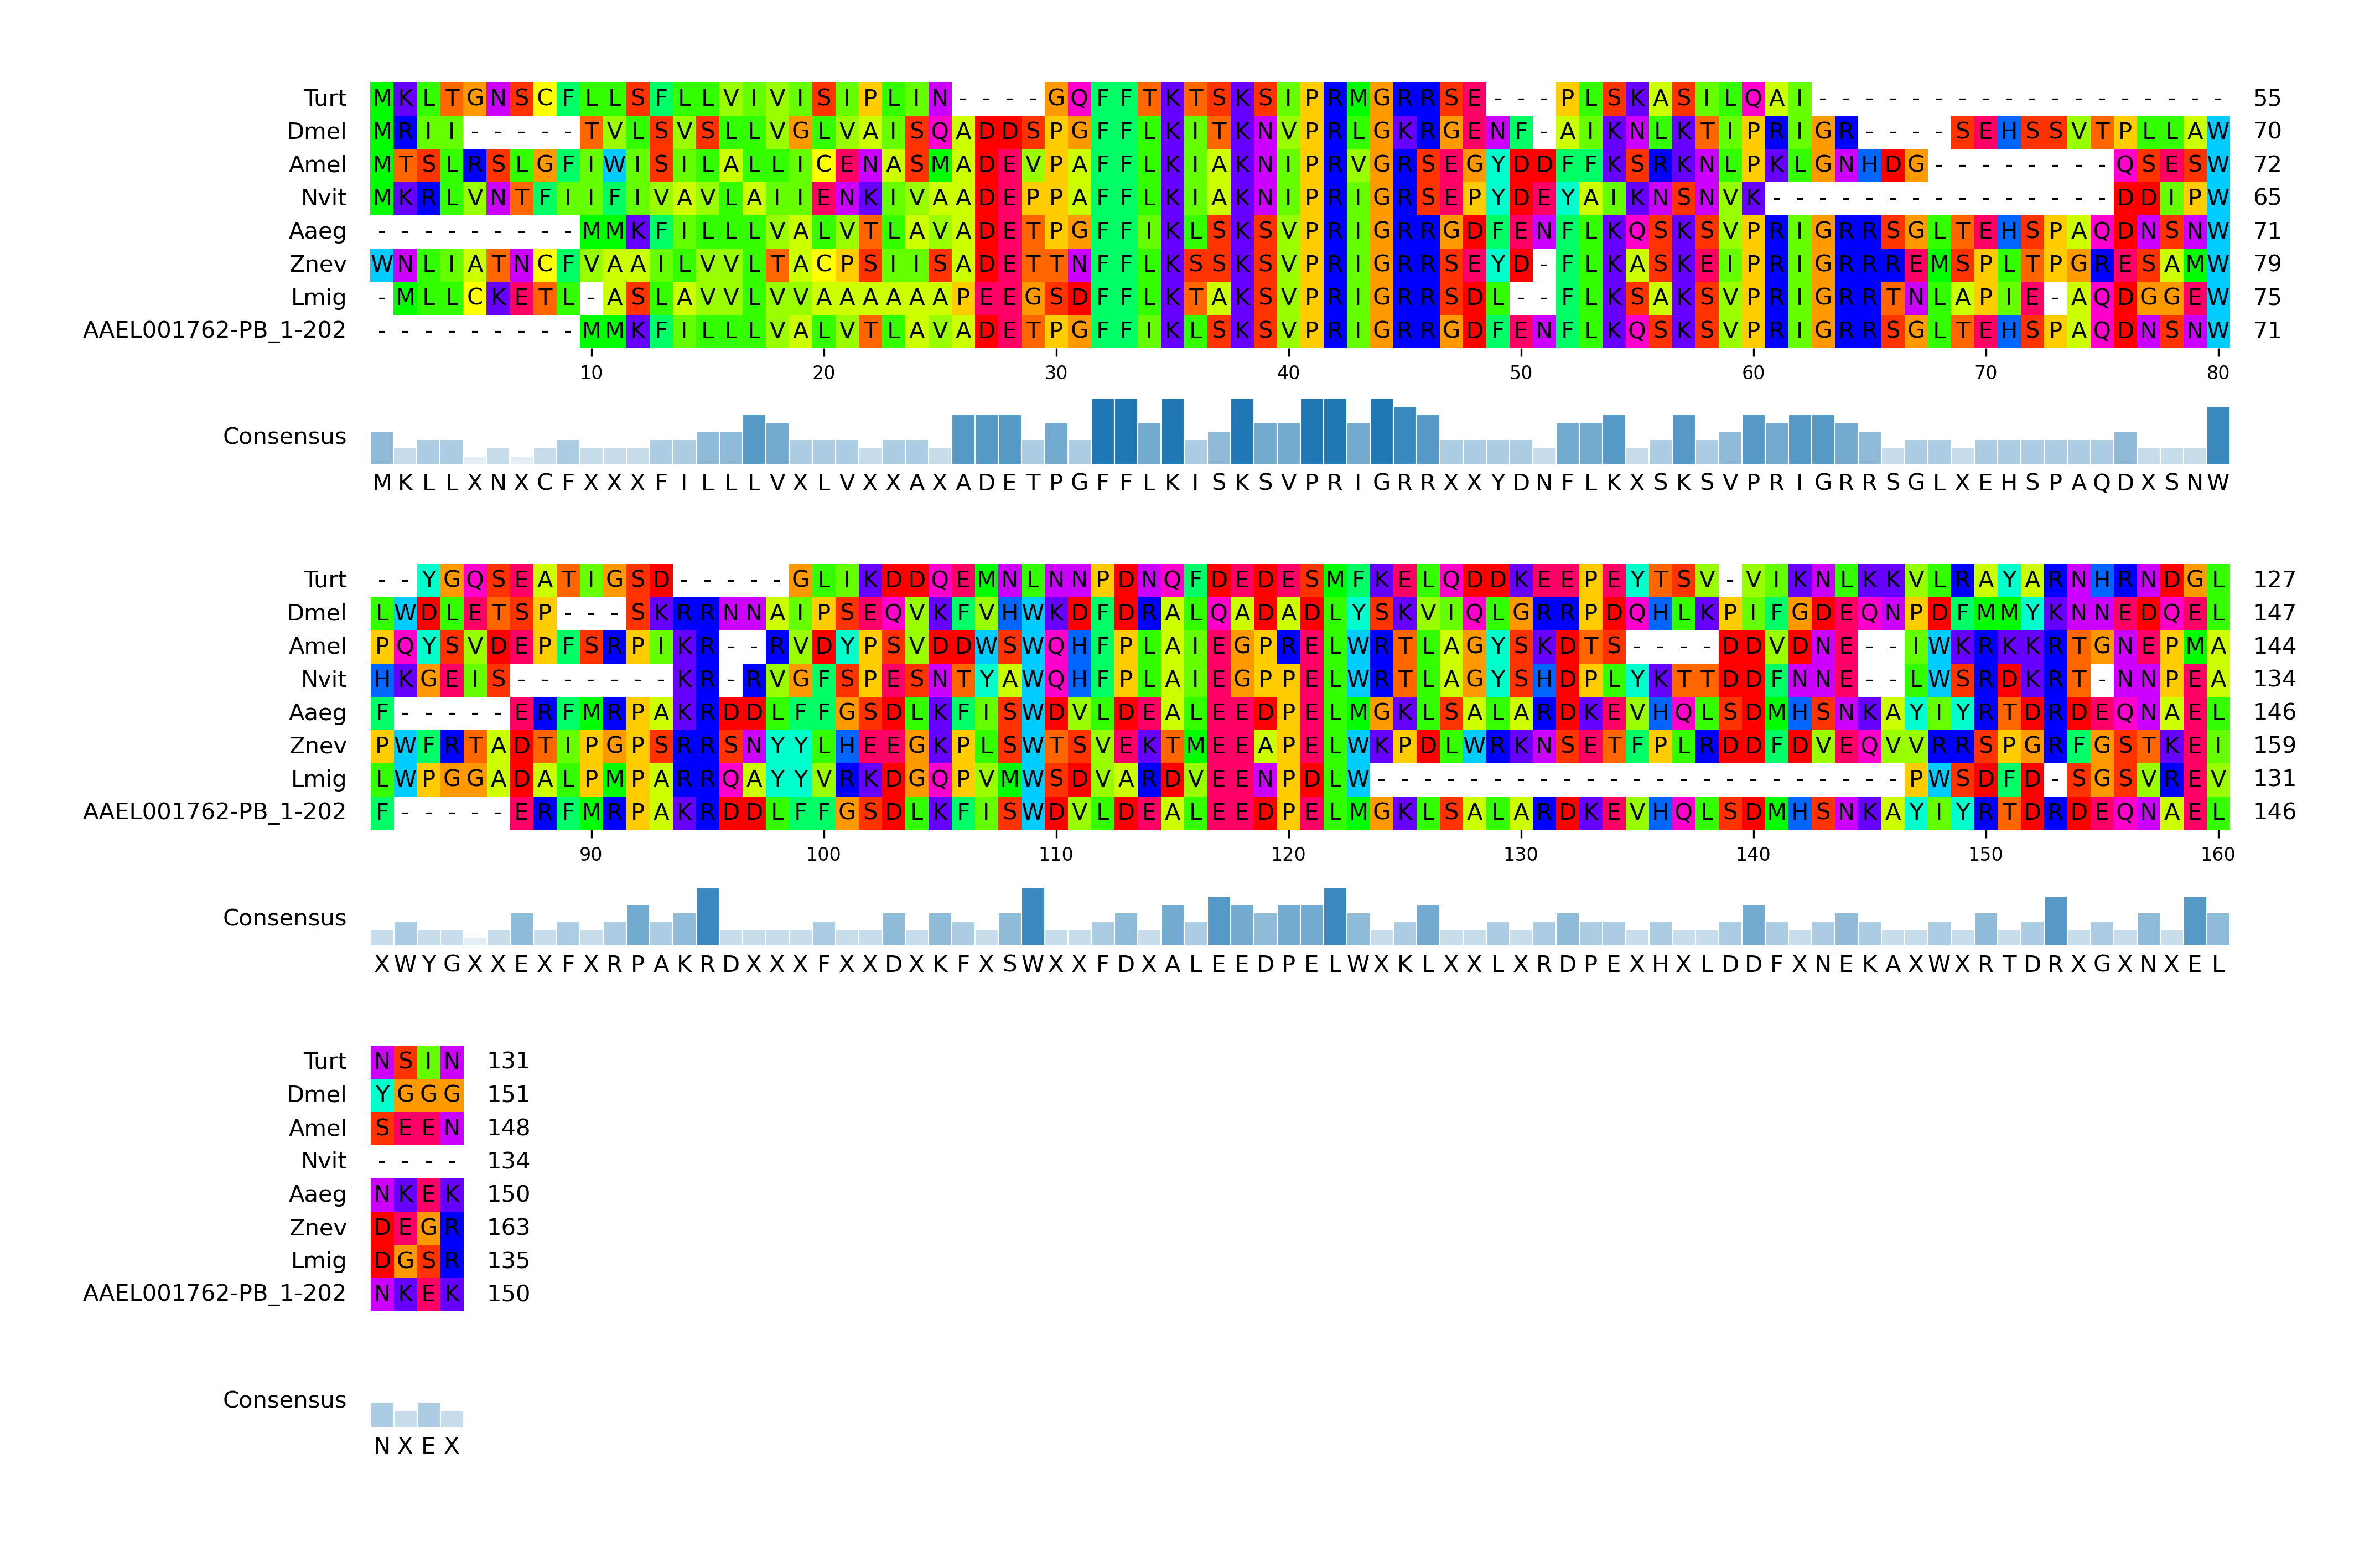 Turt MKLTGNSCFLLSFLLVIVISIPLIN----GQFFTKTSKSIPRMGRRSE---PLSKASILQAI------------------ 55
Dmel MRII-----TVLSVSLLVGLVAISQADDSPGFFLKITKNVPRLGKRGENF-AIKNLKTIPRIGR----SEHSSVTPLLAW 70
Amel MTSLRSLGFIWISILALLICENASMADEVPAFFLKIAKNIPRVGRSEGYDDFFKSRKNLPKLGNHDG--------QSESW 72
Nvit MKRLVNTFIIFIVAVLAIIENKIVAADEPPAFFLKIAKNIPRIGRSEPYDEYAIKNSNVK---------------DDIPW 65
Aaeg ---------MMKFILLLVALVTLAVADETPGFFIKLSKSVPRIGRRGDFENFLKQSKSVPRIGRRSGLTEHSPAQDNSNW 71
Znev WNLIATNCFVAAILVVLTACPSIISADETTNFFLKSSKSVPRIGRRSEYD-FLKASKEIPRIGRRREMSPLTPGRESAMW 79
Lmig -MLLCKETL-ASLAVVLVVAAAAAAPEEGSDFFLKTAKSVPRIGRRSDL--FLKSAKSVPRIGRRTNLAPIE-AQDGGEW 75
AAEL001762-PB_1-202 ---------MMKFILLLVALVTLAVADETPGFFIKLSKSVPRIGRRGDFENFLKQSKSVPRIGRRSGLTEHSPAQDNSNW 71
10 20 30 40 50 60 70 80
Consensus
MKLLXNXCFXXXFILLLVXLVXXAXADETPGFFLKISKSVPRIGRRXXYDNFLKXSKSVPRIGRRSGLXEHSPAQDXSNW
Turt --YGQSEATIGSD-----GLIKDDQEMNLNNPDNQFDEDESMFKELQDDKEEPEYTSV-VIKNLKKVLRAYARNHRNDGL 127
Dmel LWDLETSP---SKRRNNAIPSEQVKFVHWKDFDRALQADADLYSKVIQLGRRPDQHLKPIFGDEQNPDFMMYKNNEDQEL 147
Amel PQYSVDEPFSRPIKR--RVDYPSVDDWSWQHFPLAIEGPRELWRTLAGYSKDTS----DDVDNE--IWKRKKRTGNEPMA 144
Nvit HKGEIS-------KR-RVGFSPESNTYAWQHFPLAIEGPPELWRTLAGYSHDPLYKTTDDFNNE--LWSRDKRT-NNPEA 134
Aaeg F-----ERFMRPAKRDDLFFGSDLKFISWDVLDEALEEDPELMGKLSALARDKEVHQLSDMHSNKAYIYRTDRDEQNAEL 146
Znev PWFRTADTIPGPSRRSNYYLHEEGKPLSWTSVEKTMEEAPELWKPDLWRKNSETFPLRDDFDVEQVVRRSPGRFGSTKEI 159
Lmig LWPGGADALPMPARRQAYYVRKDGQPVMWSDVARDVEENPDLW-----------------------PWSDFD-SGSVREV 131
AAEL001762-PB_1-202 F-----ERFMRPAKRDDLFFGSDLKFISWDVLDEALEEDPELMGKLSALARDKEVHQLSDMHSNKAYIYRTDRDEQNAEL 146
90 100 110 120 130 140 150 160
Consensus
XWYGXXEXFXRPAKRDXXXFXXDXKFXSWXXFDXALEEDPELWXKLXXLXRDPEXHXLDDFXNEKAXWXRTDRXGXNXEL
Turt NSIN 131
Dmel YGGG 151
Amel SEEN 148
Nvit ---- 134
Aaeg NKEK 150
Znev DEGR 163
Lmig DGSR 135
AAEL001762-PB_1-202 NKEK 150
Consensus
NXEX